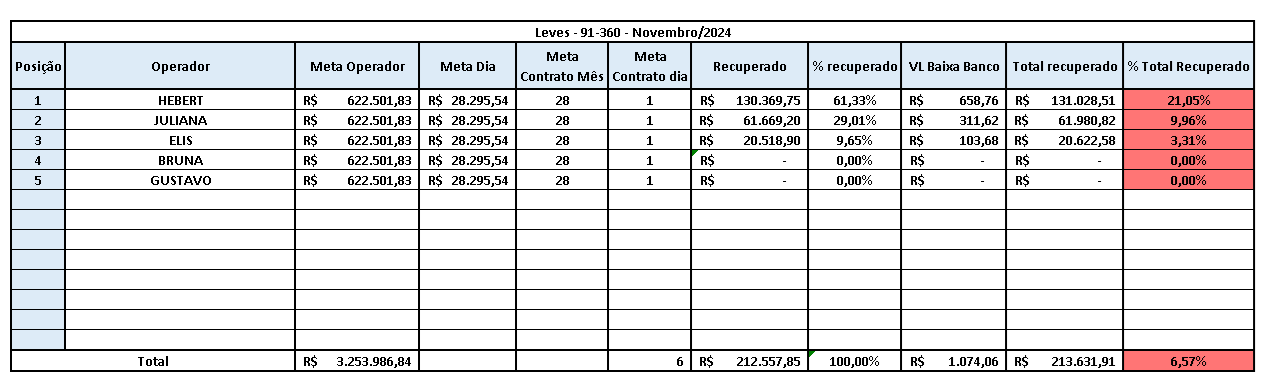 Leves - 91-360 - Novembro/2024
Posição Operador Meta Operador Meta Dia Meta Contrato Mês Meta Contrato dia Recuperado % recuperado VL Baixa Banco Total recuperado % Total Recuperado
1 HEBERT R$ 622.501,83 R$ 28.295,54 28 1 R$ 130.369,75 61,33% R$ 658,76 R$ 131.028,51 21,05%
2 JULIANA R$ 622.501,83 R$ 28.295,54 28 1 R$ 61.669,20 29,01% R$ 311,62 R$ 61.980,82 9,96%
3 ELIS R$ 622.501,83 R$ 28.295,54 28 1 R$ 20.518,90 9,65% R$ 103,68 R$ 20.622,58 3,31%
4 BRUNA R$ 622.501,83 R$ 28.295,54 28 1 R$ - 0,00% R$ - R$ - 0,00%
5 GUSTAVO R$ 622.501,83 R$ 28.295,54 28 1 R$ - 0,00% R$ - R$ - 0,00%
Total R$ 3.253.986,84 6 R$ 212.557,85 100,00% R$ 1.074,06 R$ 213.631,91 6,57%